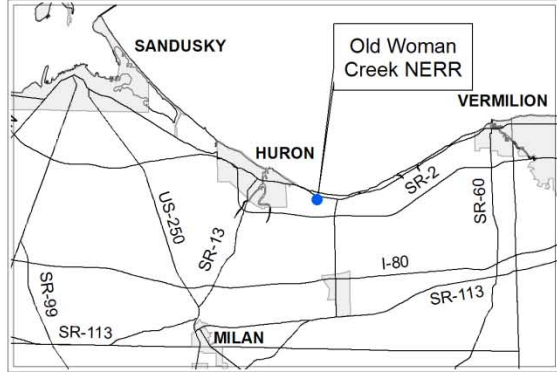 SANDUSKY
Old Woman
Creek NERR
VERMILION
HURON
SR-2
US-250
SR-60
SR-13
I-80
SR-99
SR-113
SR-113
MILAN